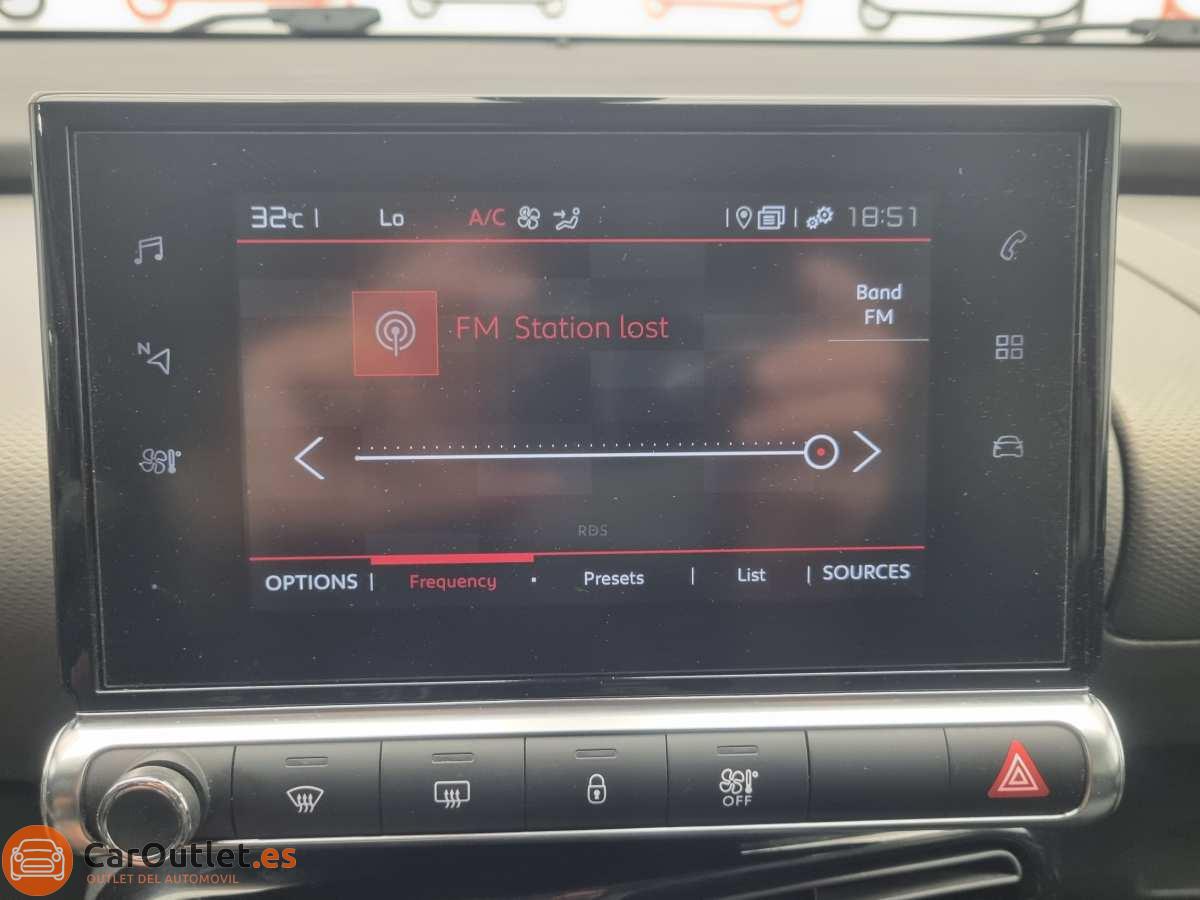 32°C | Lo A/C | | 18:51
Band
FM
FM Station lost
N
RDS
OPTIONS | Frequency Presets | List | SOURCES
OFF
CarOutlet.es
OUTLET DEL AUTOMOVIL